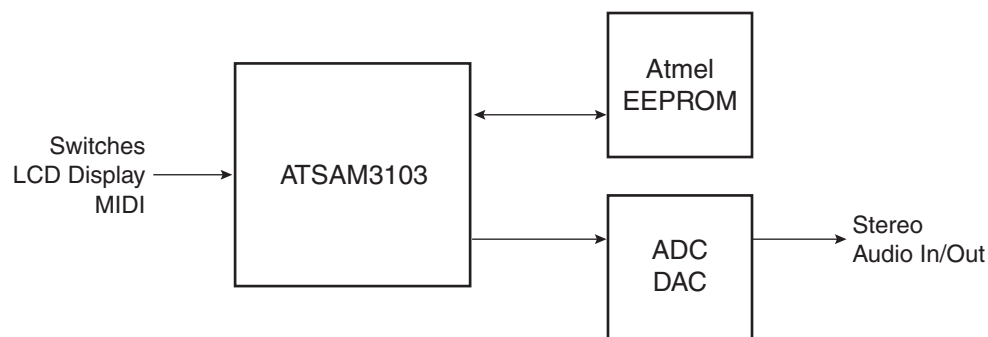 Switches
LCD Display
MIDI
ATSAM3103
Atmel
EEPROM
ADC
DAC
Stereo
Audio In/Out